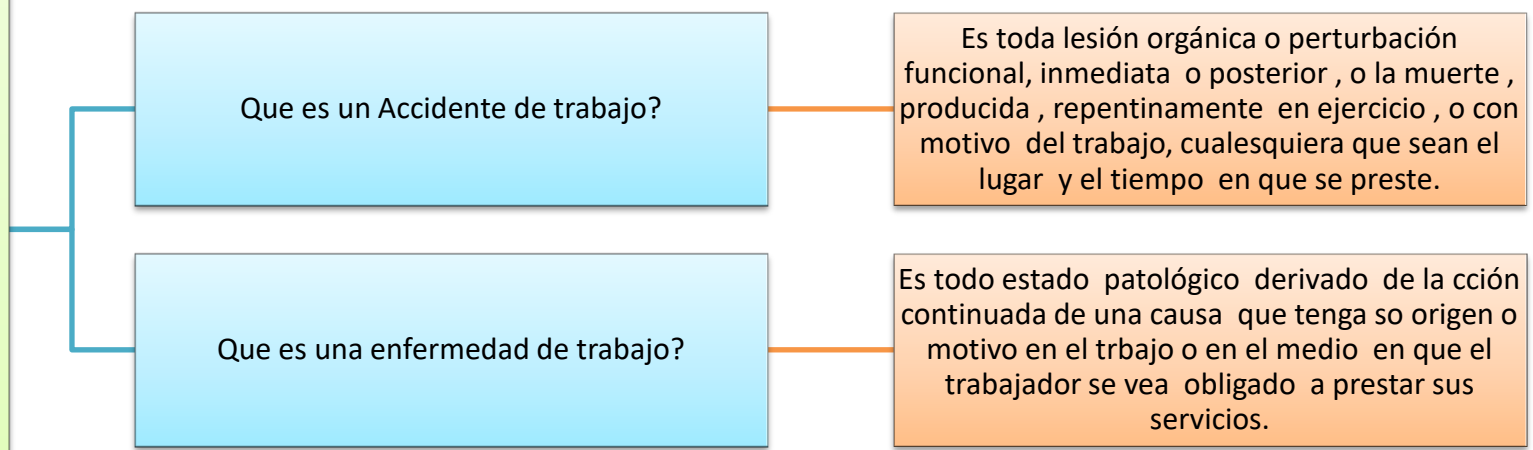 Que es un Accidente de trabajo?
Es toda lesión orgánica o perturbación
funcional, inmediata o posterior , o la muerte ,
producida , repentinamente en ejercicio , o con
motivo del trabajo, cualesquiera que sean el
lugar y el tiempo en que se preste.
Que es una enfermedad de trabajo?
Es todo estado patológico derivado de la cción
continuada de una causa que tenga so origen o
motivo en el trbajo o en el medio en que el
trabajador se vea obligado a prestar sus
servicios.